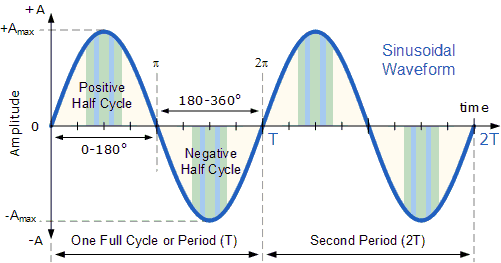 +A
+Amax
Sinusoidal
Waveform
π
2π
Positive
Half Cycle
180-360°
time
Amplitude
0
T
2T
0-180°
Negative
Half Cycle
-Amax
-A
One Full Cycle or Period (T)
Second Period (2T)